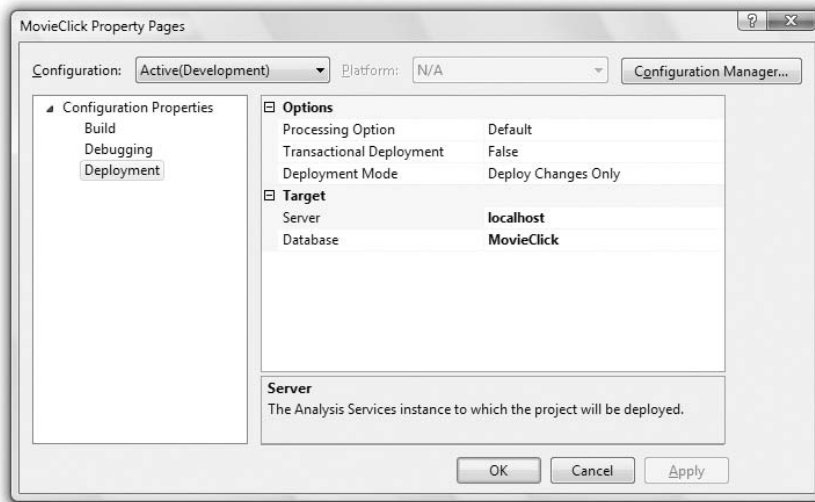 MovieClick Property Pages
?
X
Configuration: Active(Development) Platform: N/A Configuration Manager...
Configuration Properties
Build
Debugging
Deployment
Options
Processing Option Default
Transactional Deployment False
Deployment Mode Deploy Changes Only
Target
Server localhost
Database MovieClick
Server
The Analysis Services instance to which the project will be deployed.
OK Cancel Apply